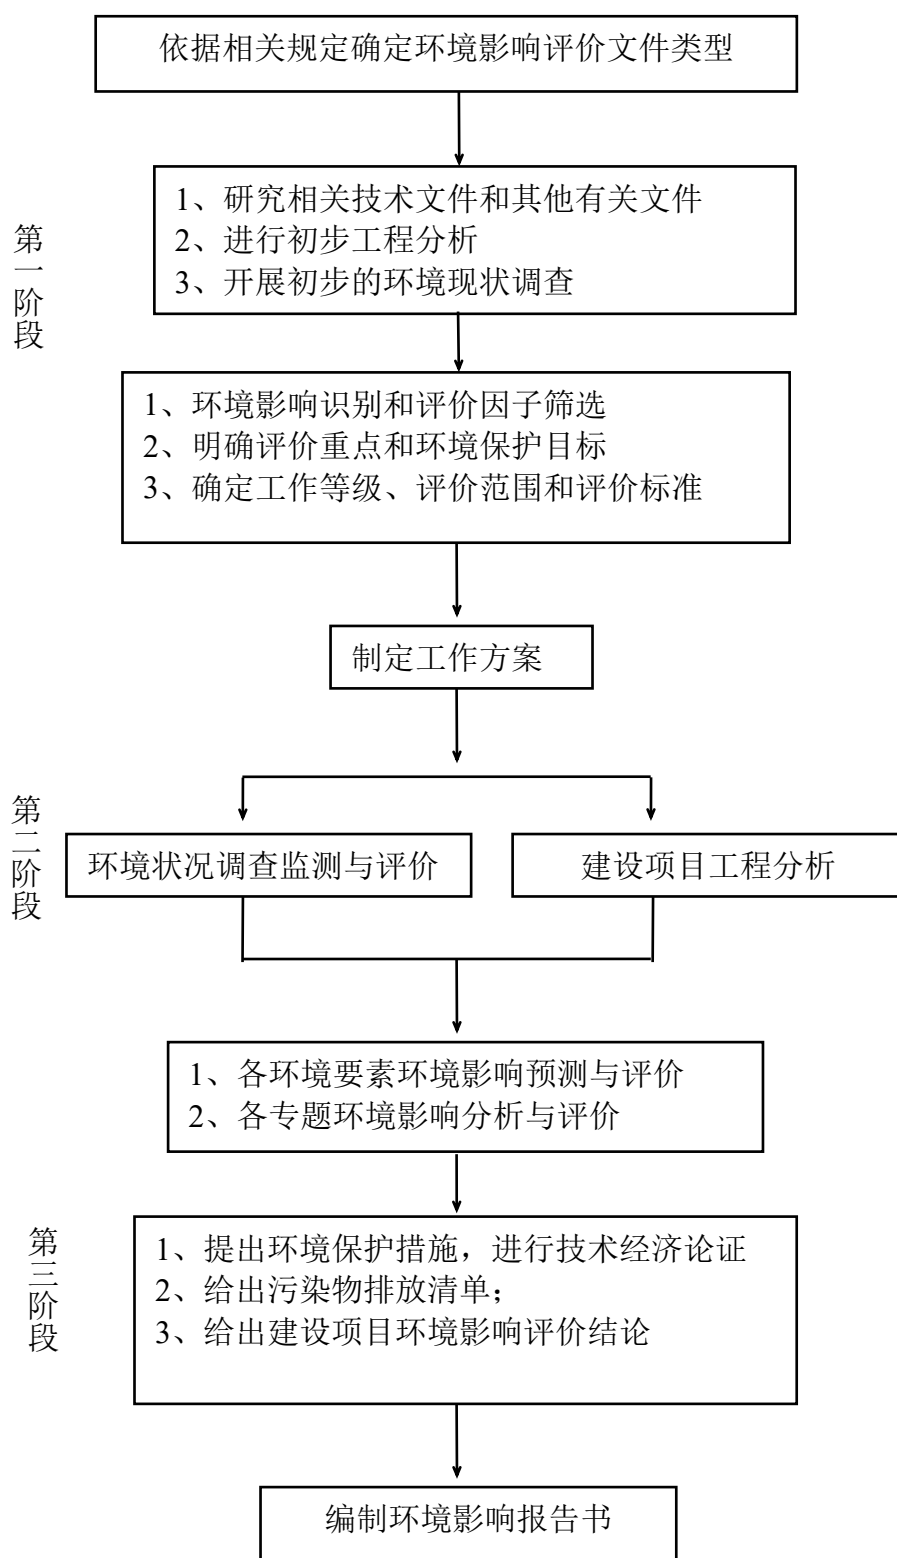 依据相关规定确定环境影响评价文件类型
第一阶段
1、研究相关技术文件和其他有关文件
2、进行初步工程分析
3、开展初步的环境现状调查
1、环境影响识别和评价因子筛选
2、明确评价重点和环境保护目标
3、确定工作等级、评价范围和评价标准
制定工作方案
第二阶段
环境状况调查监测与评价
建设项目工程分析
1、各环境要素环境影响预测与评价
2、各专题环境影响分析与评价
第三阶段
1、提出环境保护措施，进行技术经济论证
2、给出污染物排放清单；
3、给出建设项目环境影响评价结论
编制环境影响报告书